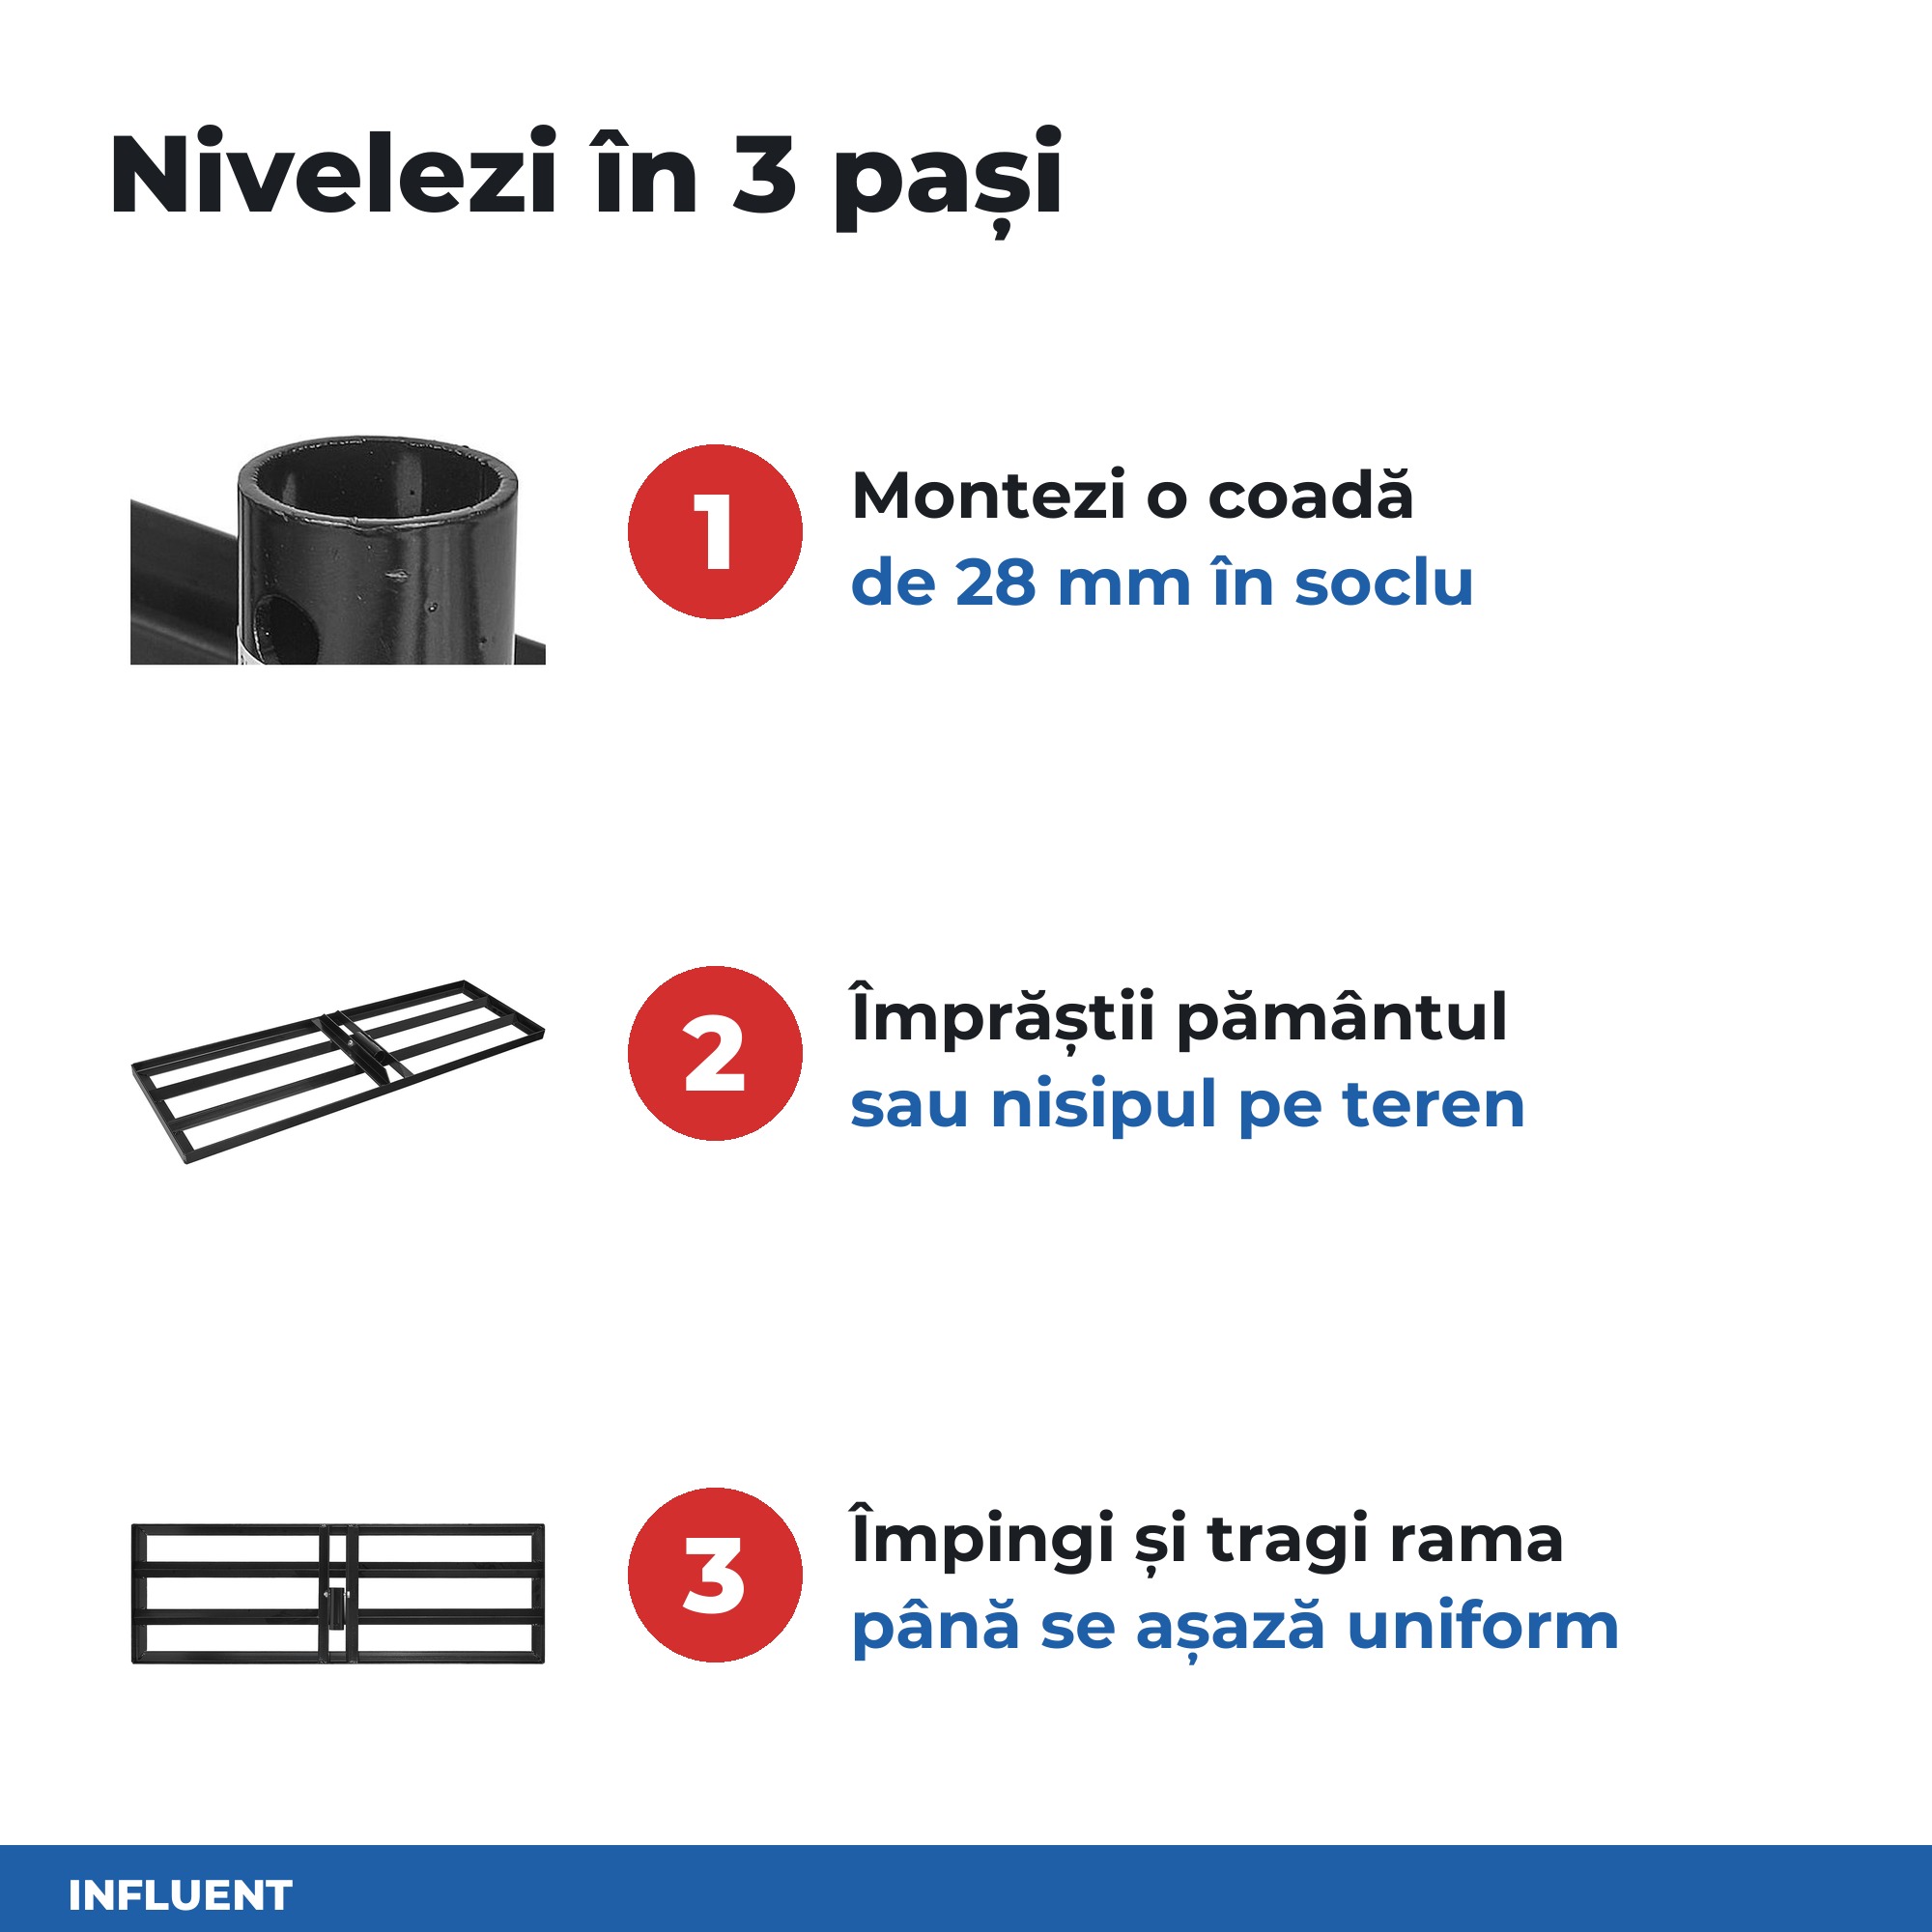 Nivelezi în 3 pași
1
Montezi o coadă
de 28 mm în soclu
2
Împrăștii pământul
sau nisipul pe teren
3
Împingi și tragi rama
până se așază uniform
INFLUENT